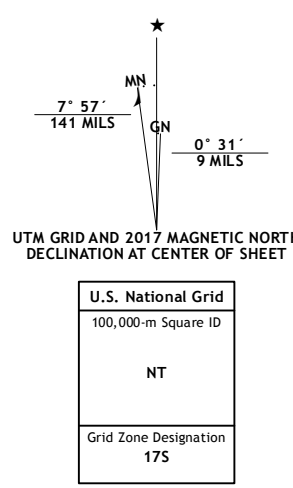 MN
7° 57´
141 MILS
GN
0° 31´
9 MILS
UTM GRID AND 2017 MAGNETIC NORT
DECLINATION AT CENTER OF SHEET
U.S. National Grid
100,000-m Square ID
NT
Grid Zone Designation
17S